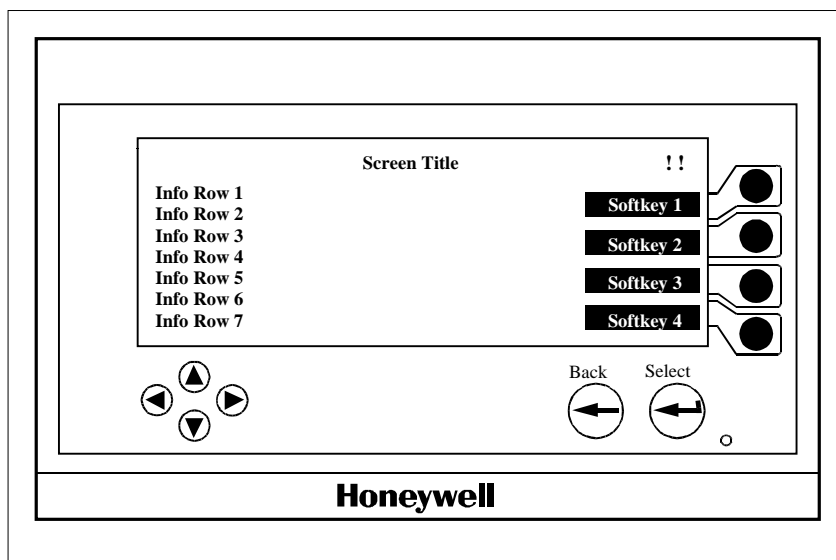 Screen Title !!
Info Row 1
Info Row 2
Info Row 3
Info Row 4
Info Row 5
Info Row 6
Info Row 7
Softkey 1
Softkey 2
Softkey 3
Softkey 4
Back Select
Honeywell